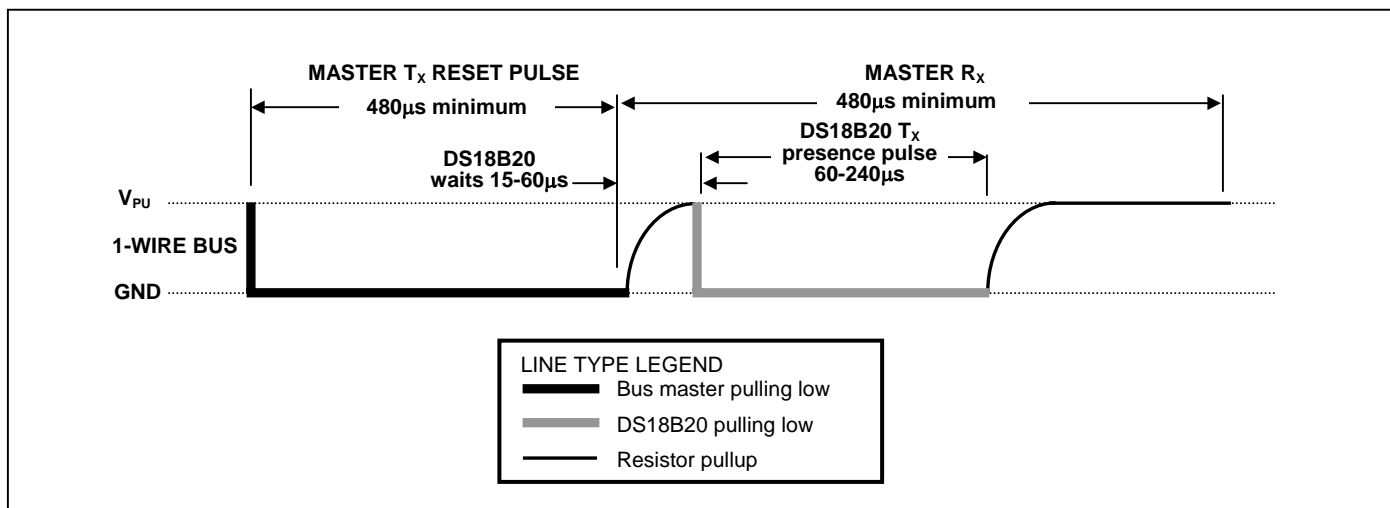 MASTER TX RESET PULSE
480μs minimum
MASTER RX
480μs minimum
DS18B20 TX
presence pulse
60-240μs
DS18B20
waits 15-60μs
VPU
1-WIRE BUS
GND
LINE TYPE LEGEND
Bus master pulling low
DS18B20 pulling low
Resistor pullup